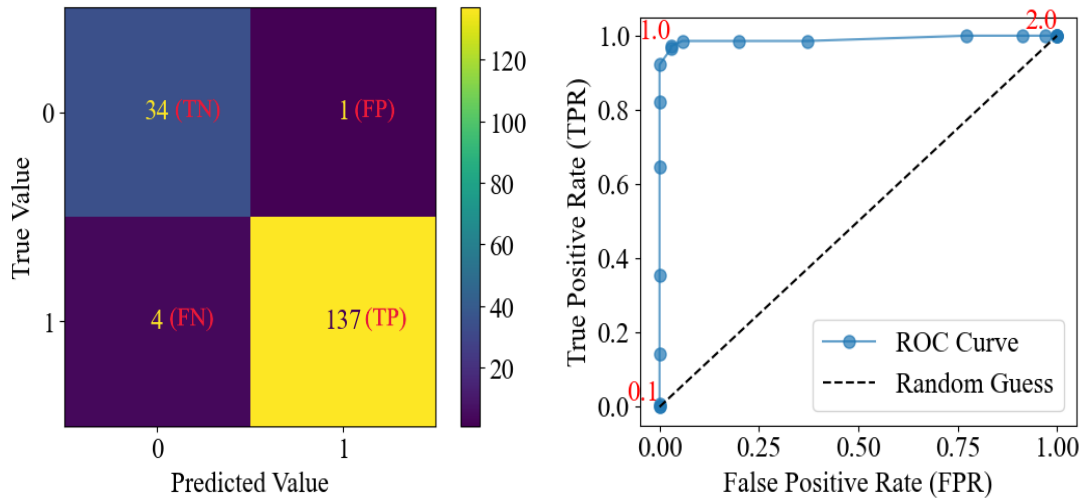 True Value
0
1
34 (TN)
1 (FP)
4 (FN)
137 (TP)
0
1
Predicted Value
120
100
80
60
40
20
True Positive Rate (TPR)
1.0
0.8
0.6
0.4
0.2
0.0
1.0
2.0
0.1
ROC Curve
Random Guess
0.00
0.25
0.50
0.75
1.00
False Positive Rate (FPR)